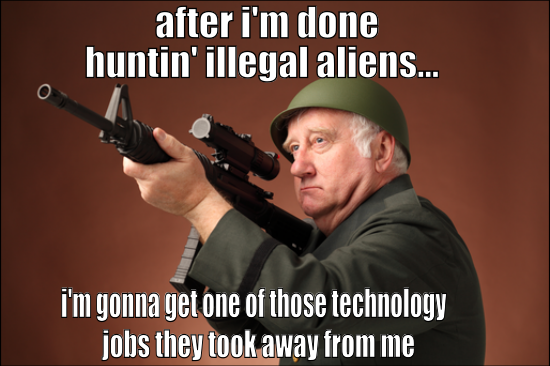 after i'm done
huntin' illegal aliens...
i'm gonna get one of those technology
jobs they took away from me